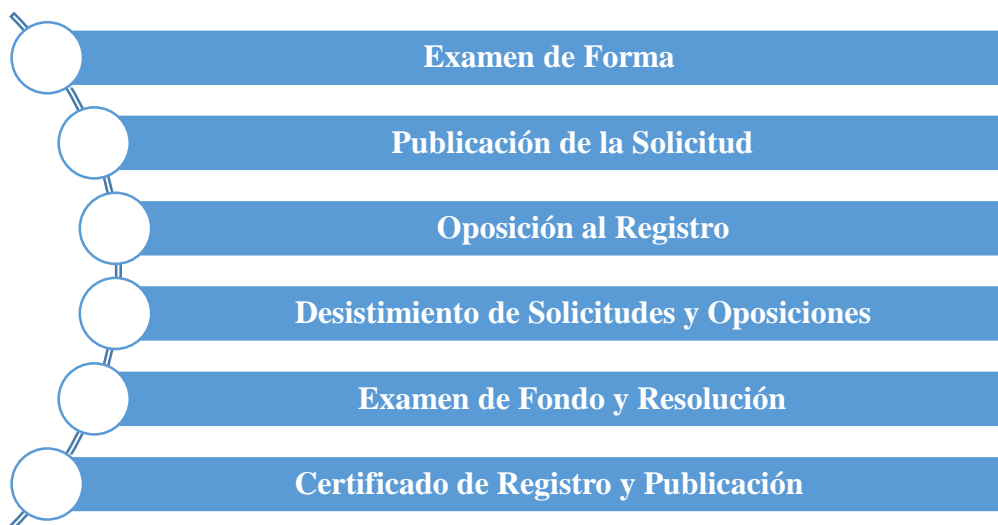 Examen de Forma
Publicación de la Solicitud
Oposición al Registro
Desistimiento de Solicitudes y Oposiciones
Examen de Fondo y Resolución
Certificado de Registro y Publicación